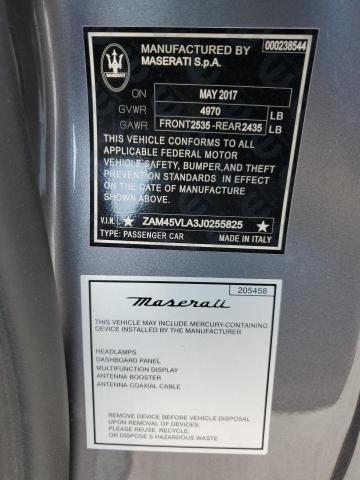 MANUFACTURED BY
MASERATI S.p.A.
000238544
MASERATI
ON MAY 2017
GVWR 4970 LB
GAWR FRONT2535-REAR2435 LB
THIS VEHICLE CONFORMS TO ALL
APPLICABLE FEDERAL MOTOR
VEHICLE SAFETY, BUMPER,AND THEFT
PREVENTION STANDARDS IN EFFECT
ON THE DATE OF MANUFACTURE
SHOWN ABOVE.
V.I.N. ZAM45VLA3J0255825
TYPE: PASSENGER CAR MADE IN ITALY
205458
Maserati
THIS VEHICLE MAY INCLUDE MERCURY-CONTAINING
DEVICE INSTALLED BY THE MANUFACTURER
HEADLAMPS
DASHBOARD PANEL
MULTIFUNCTION DISPLAY
ANTENNA BOOSTER
ANTENNA COAXIAL CABLE
REMOVE DEVICE BEFORE VEHICLE DISPOSAL
UPON REMOVAL OF DEVICES:
PLEASE REUSE, RECYCLE,
OR DISPOSE S HAZARDOUS WASTE